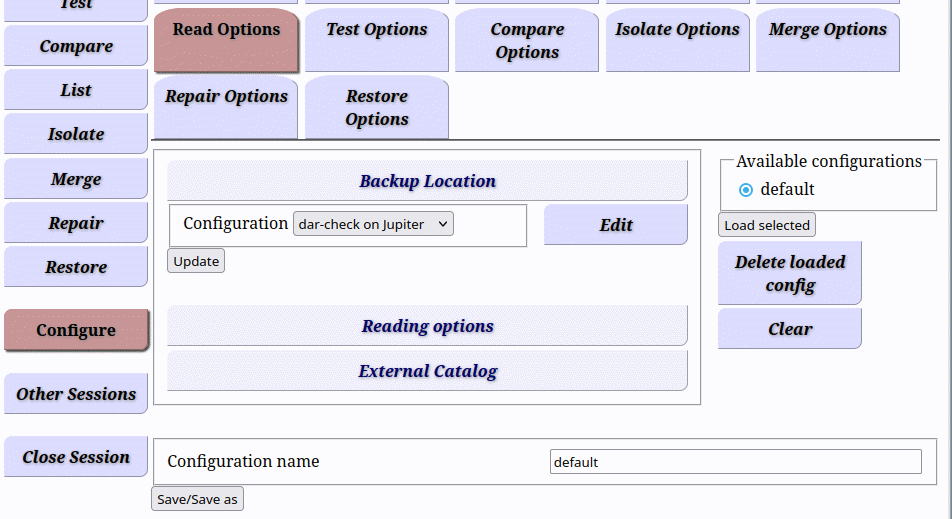 Test
Compare
List
Isolate
Merge
Repair
Restore
Configure
Other Sessions
Close Session
Read Options
Test Options
Compare
Options
Isolate Options
Merge Options
Repair Options
Restore
Options
Backup Location
Configuration dar-check on Jupiter
Edit
Update
Reading options
External Catalog
Available configurations
default
Load selected
Delete loaded
config
Clear
Configuration name default
Save/Save as